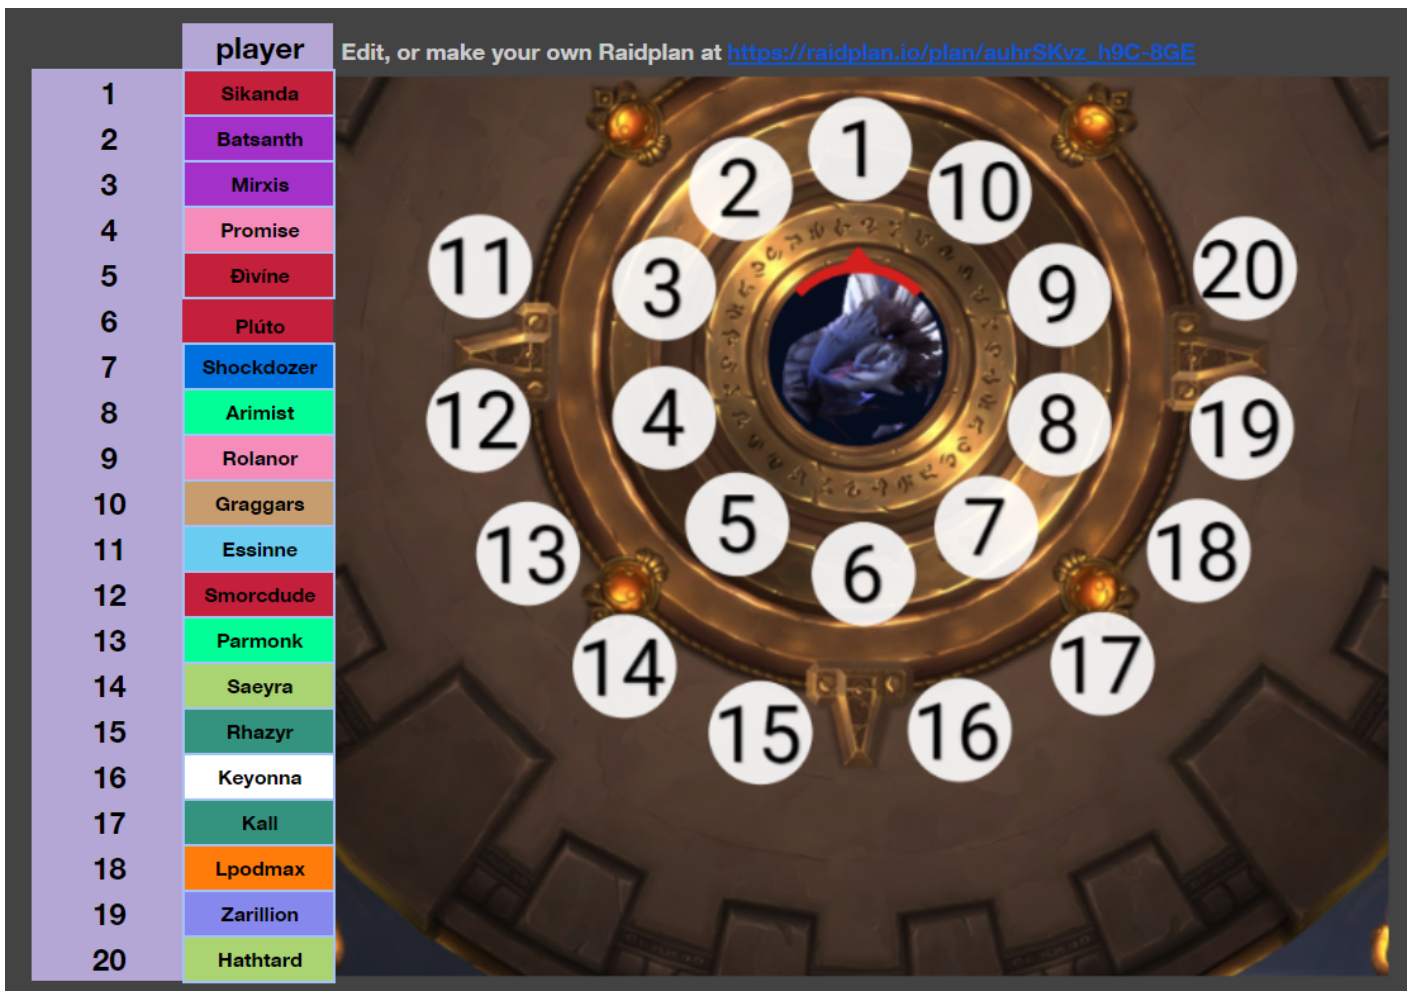 player
Edit, or make your own Raidplan at https://raidplan.io/plan/auhrSKvz_h9C-8GE
1 Sikanda
2 Batsanth
3 Mirxis
4 Promise
5 Đìvíne
6 Plúto
7 Shockdozer
8 Arimist
9 Rolanor
10 Graggars
11 Essinne
12 Smorcdude
13 Parmonk
14 Saeyra
15 Rhazyr
16 Keyonna
17 Kall
18 Lpodmax
19 Zarillion
20 Hathtard
1
2
10
11
3
9
20
12
4
8
19
13
5
7
18
6
14
17
15
16